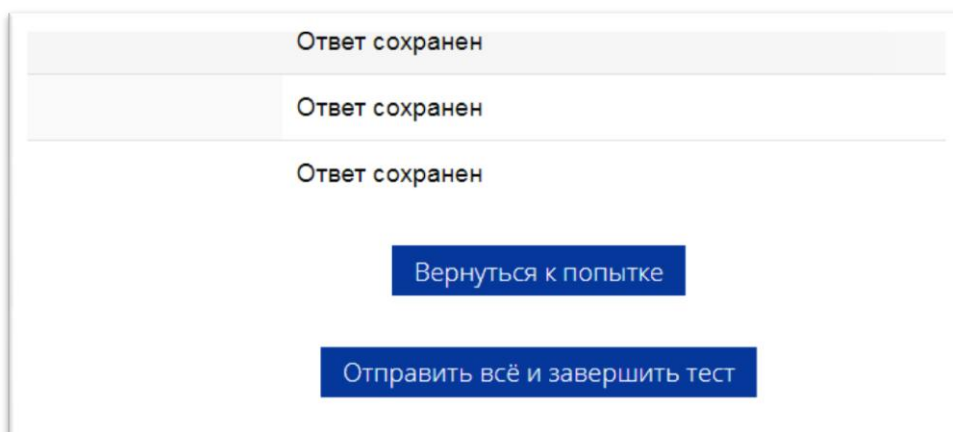 Ответ сохранен
Ответ сохранен
Ответ сохранен
Вернуться к попытке
Отправить всё и завершить тест